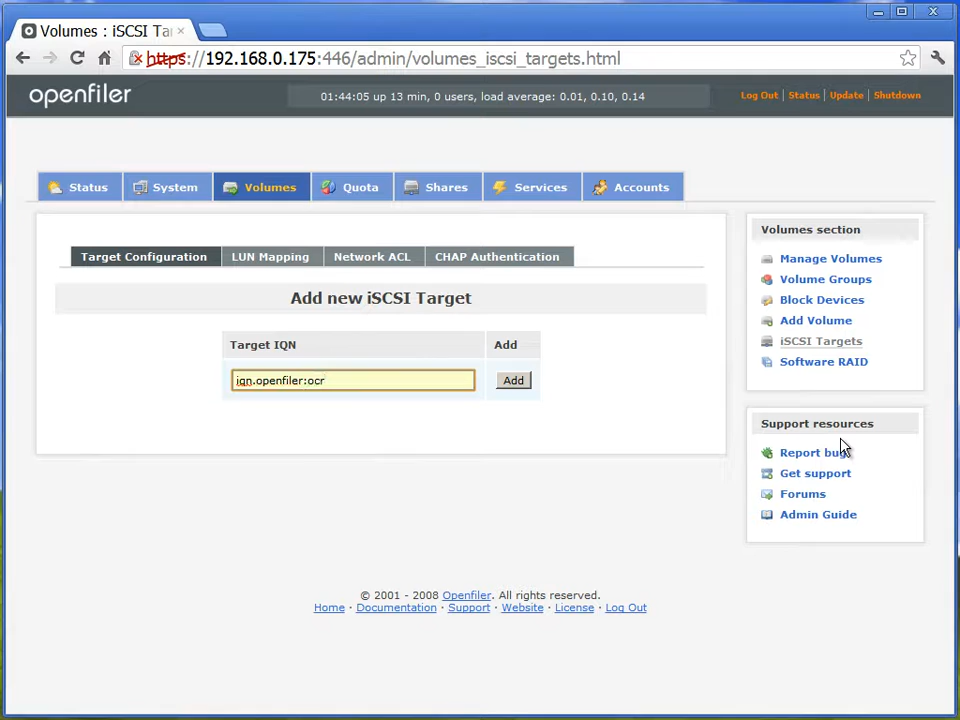 Volumes : iSCSI Ta
https://192.168.0.175:446/admin/volumes_iscsi_targets.html
openfiler
01:44:05 up 13 min, 0 users, load average: 0.01, 0.10, 0.14
Log Out | Status | Update | Shutdown
Status System Volumes Quota Shares Services Accounts
Target Configuration LUN Mapping Network ACL CHAP Authentication
Add new iSCSI Target
Target IQN Add
iqn.openfiler:ocr Add
Volumes section
Manage Volumes
Volume Groups
Block Devices
Add Volume
iSCSI Targets
Software RAID
Support resources
Report bug
Get support
Forums
Admin Guide
© 2001 - 2008 Openfiler. All rights reserved.
Home | Documentation | Support | Website | License | Log Out